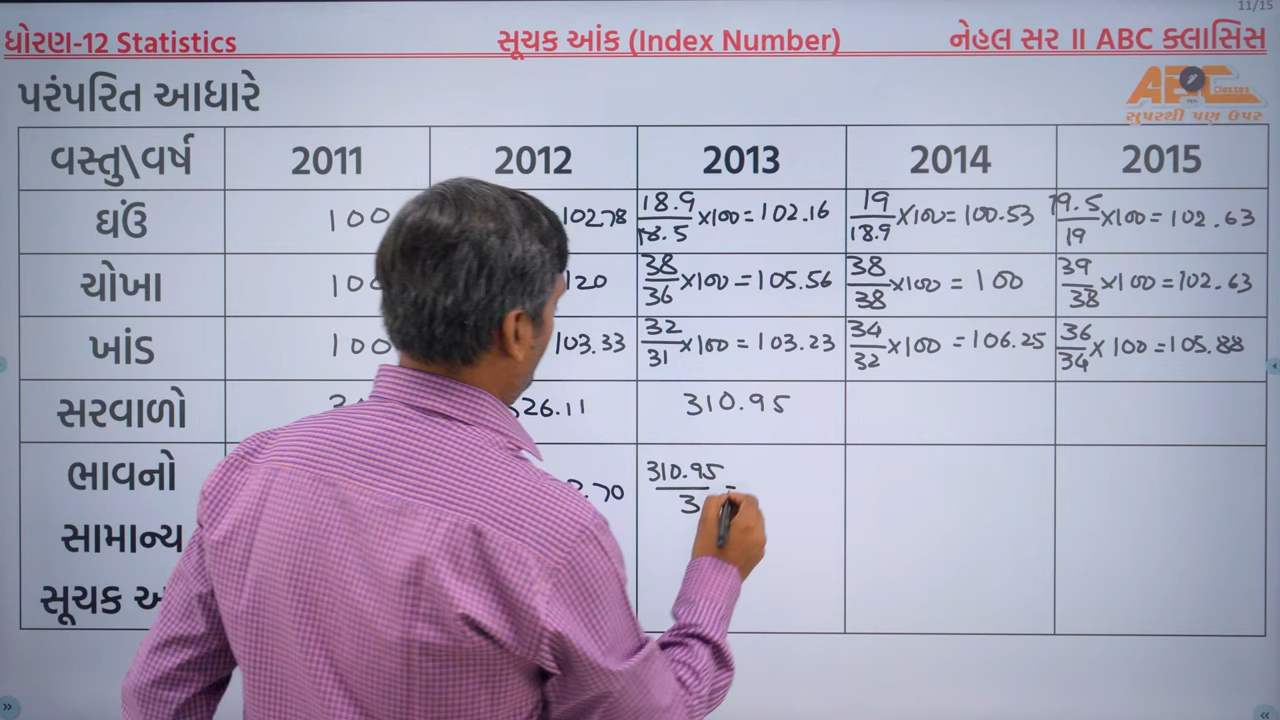 11/15
ધોરણ-12 Statistics સૂચક આંક (Index Number) નેહલ સર ॥ ABC ક્લાસિસ
પરંપરિત આધારે
ABC Classes
PEN
સુપરથી પણ ઉપર
વસ્તુ\વર્ષ 2011 2012 2013 2014 2015
ઘઉં 100 102.78 18.9/18.5 ×100 = 102.16 19/18.9 ×100 = 100.53 19.5/19 ×100 = 102.63
ચોખા 100 120 38/36 ×100 = 105.56 38/38 ×100 = 100 39/38 ×100 = 102.63
ખાંડ 100 103.33 32/31 ×100 = 103.23 34/32 ×100 = 106.25 36/34 ×100 = 105.88
સરવાળો 326.11 310.95
ભાવનો .70 310.95/3 =
સામાન્ય
સૂચક